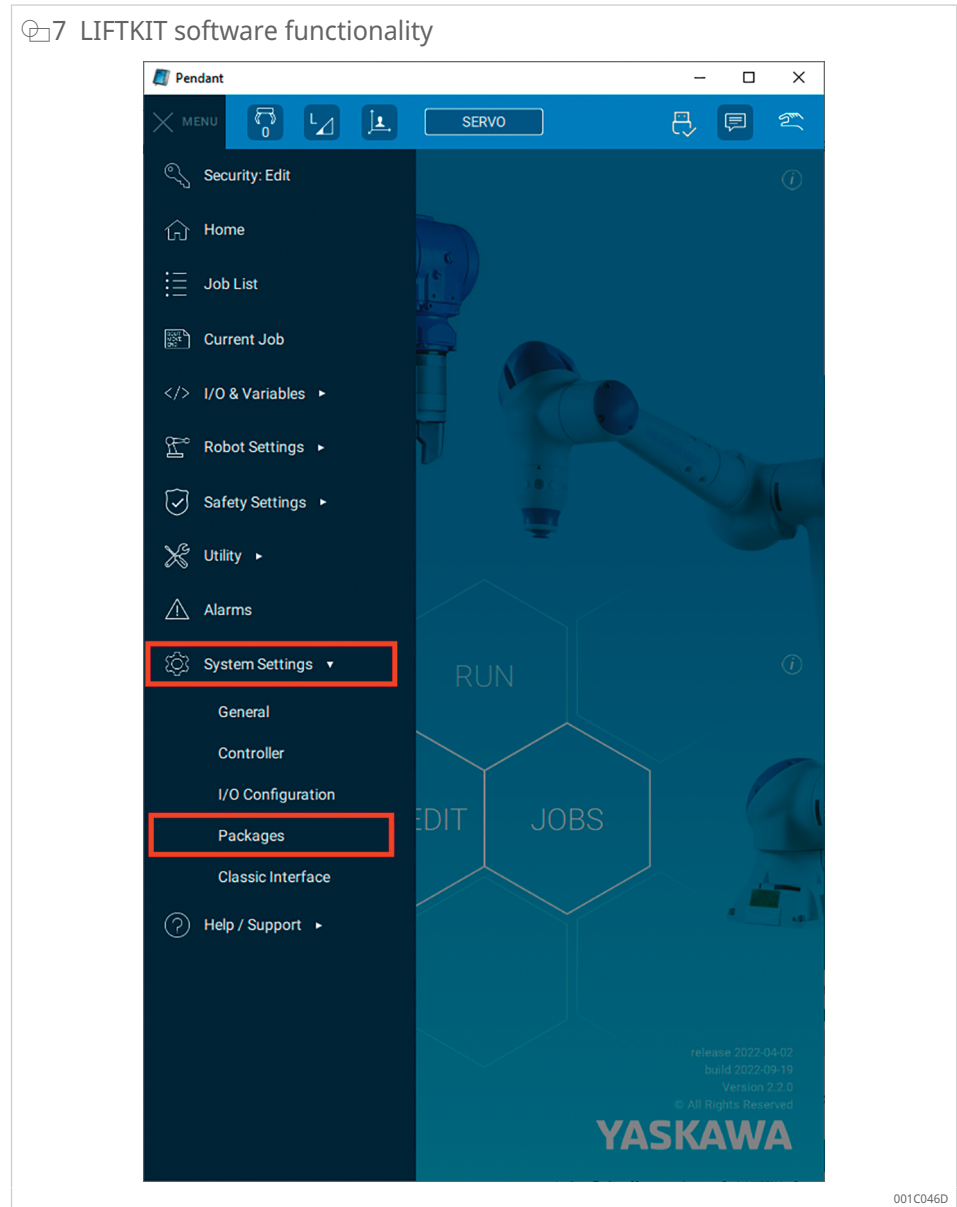 7 LIFTKIT software functionality
Pendant
MENU
0
L
SERVO
Security: Edit
Home
Job List
Current Job
</> I/O & Variables
Robot Settings
Safety Settings
Utility
Alarms
System Settings
General
Controller
I/O Configuration
Packages
Classic Interface
Help / Support
RUN
EDIT
JOBS
release 2022-04-02
build 2022-09-19
Version 2.2.0
© All Rights Reserved
YASKAWA
001C046D